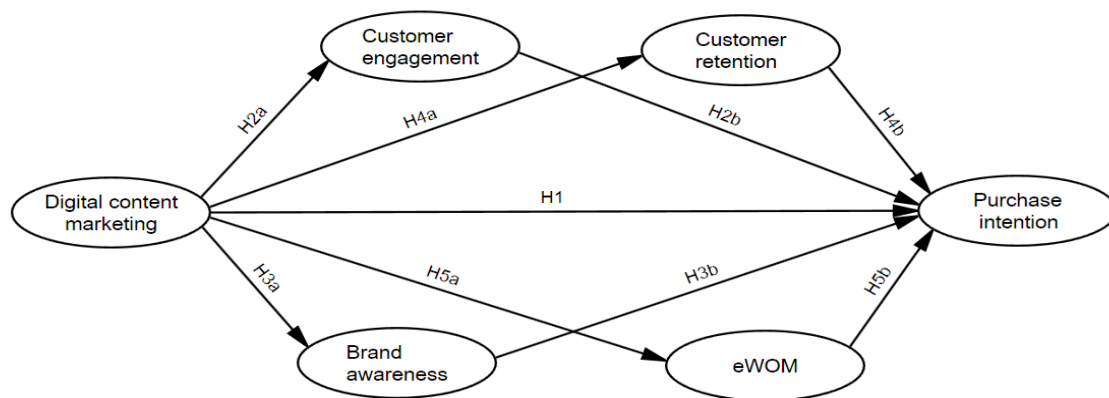 Customer
engagement
Customer
retention
H2a
H4a
H2b
H4b
Digital content
marketing
H1
Purchase
intention
H3a
H5a
H3b
H5b
Brand
awareness
eWOM